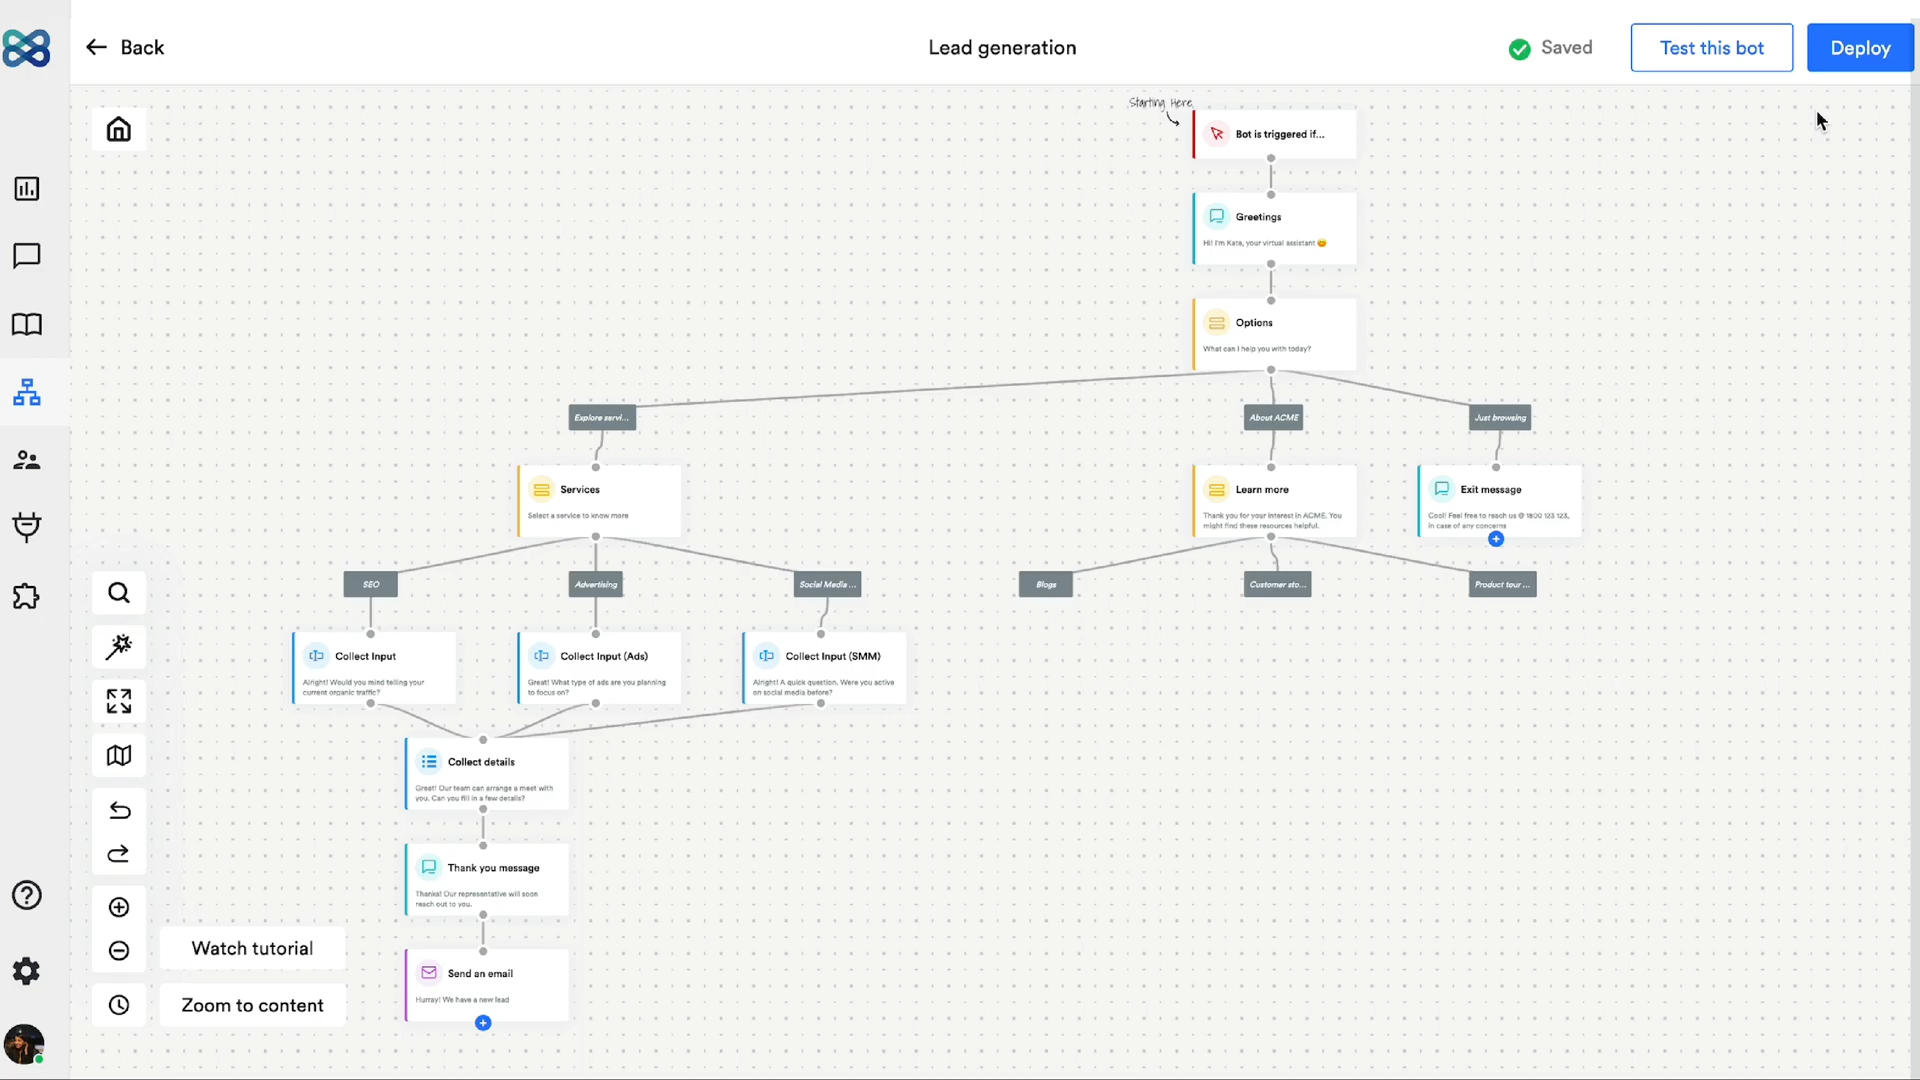 Back
Lead generation
Saved
Test this bot
Deploy
Starting Here
Bot is triggered if...
Greetings
Hi! I'm Kate, your virtual assistant 😊
Options
What can I help you with today?
Explore servi...
About ACME
Just browsing
Services
Select a service to know more
Learn more
Thank you for your interest in ACME. You
might find these resources helpful.
Exit message
Cool! Feel free to reach us @ 1800 123 123,
in case of any concerns
SEO
Advertising
Social Media ...
Blogs
Customer sto...
Product tour ...
Collect Input
Alright! Would you mind telling your
current organic traffic?
Collect Input (Ads)
Great! What type of ads are you planning
to focus on?
Collect Input (SMM)
Alright! A quick question. Were you active
on social media before?
Collect details
Great! Our team can arrange a meet with
you. Can you fill in a few details?
Thank you message
Thanks! Our representative will soon
reach out to you.
Watch tutorial
Send an email
Hurray! We have a new lead
Zoom to content